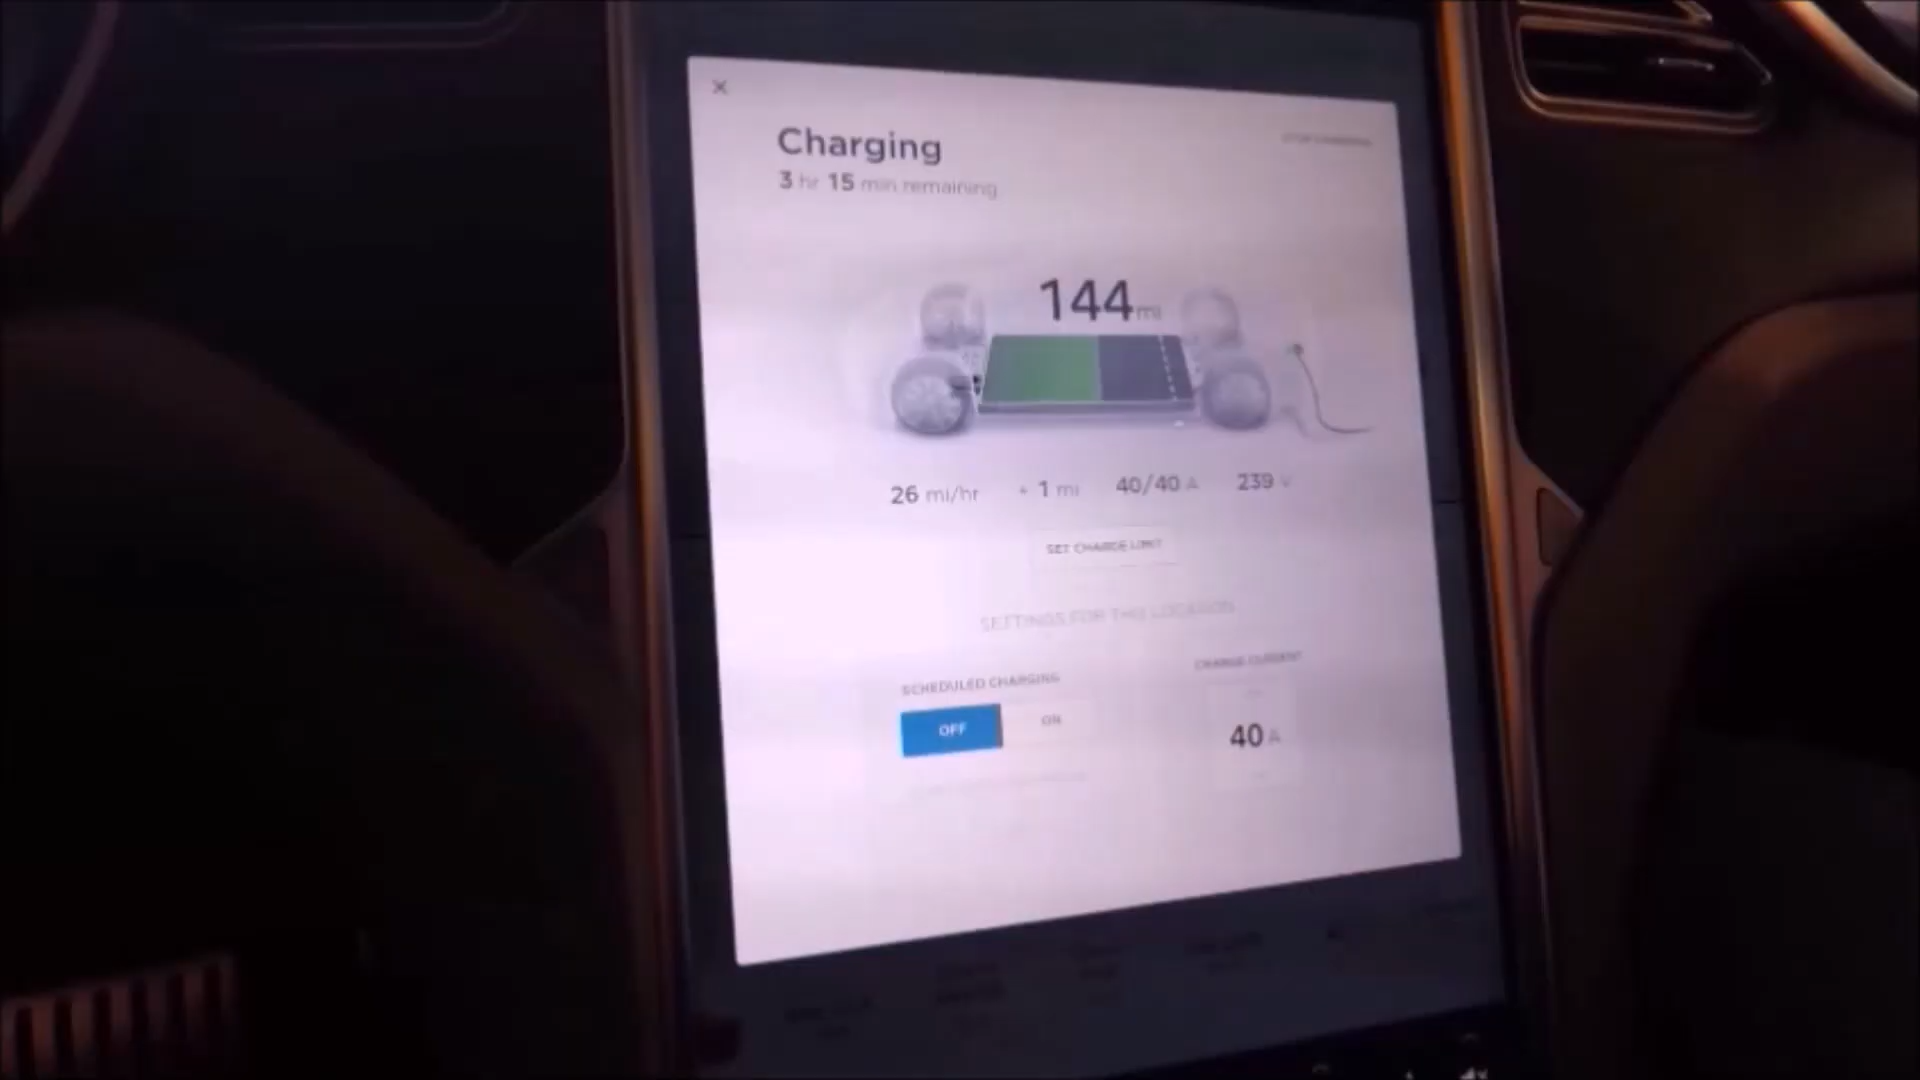 ×
Charging
3 hr 15 min remaining
144 mi
26 mi/hr
+ 1 mi
40/40 A
239 V
SET CHARGE LIMIT
SETTINGS FOR THIS LOCATION
SCHEDULED CHARGING
OFF
ON
CHARGE CURRENT
40 A